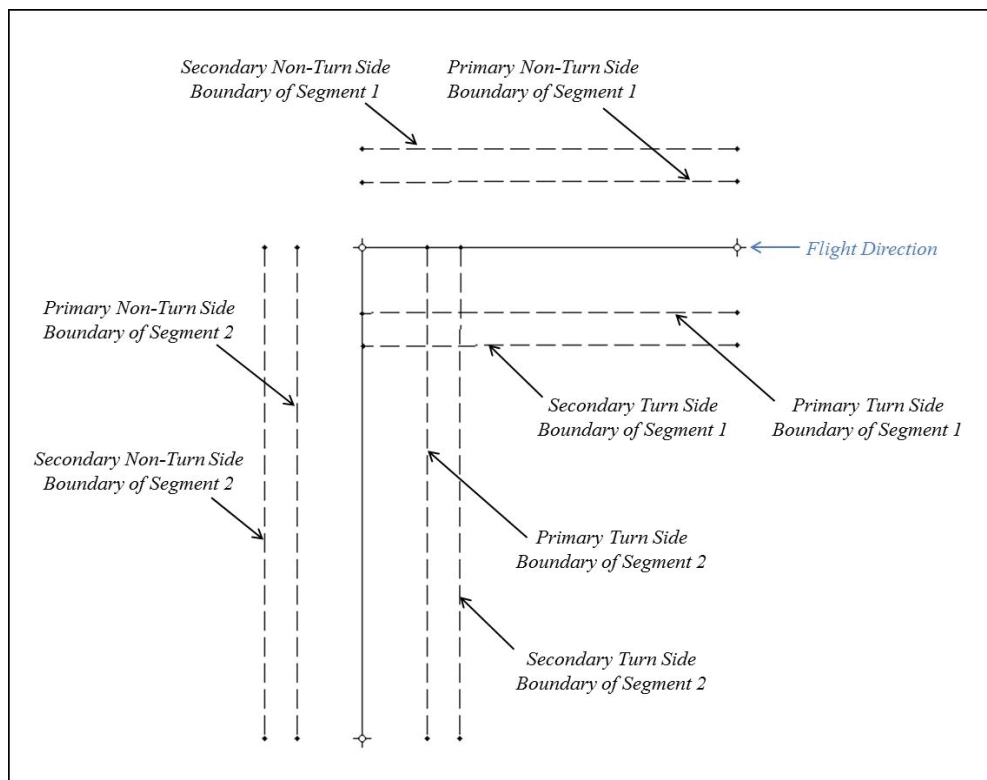 Secondary Non-Turn Side
Boundary of Segment 1
Primary Non-Turn Side
Boundary of Segment 1
Flight Direction
Primary Non-Turn Side
Boundary of Segment 2
Secondary Turn Side
Boundary of Segment 1
Primary Turn Side
Boundary of Segment 1
Secondary Non-Turn Side
Boundary of Segment 2
Primary Turn Side
Boundary of Segment 2
Secondary Turn Side
Boundary of Segment 2